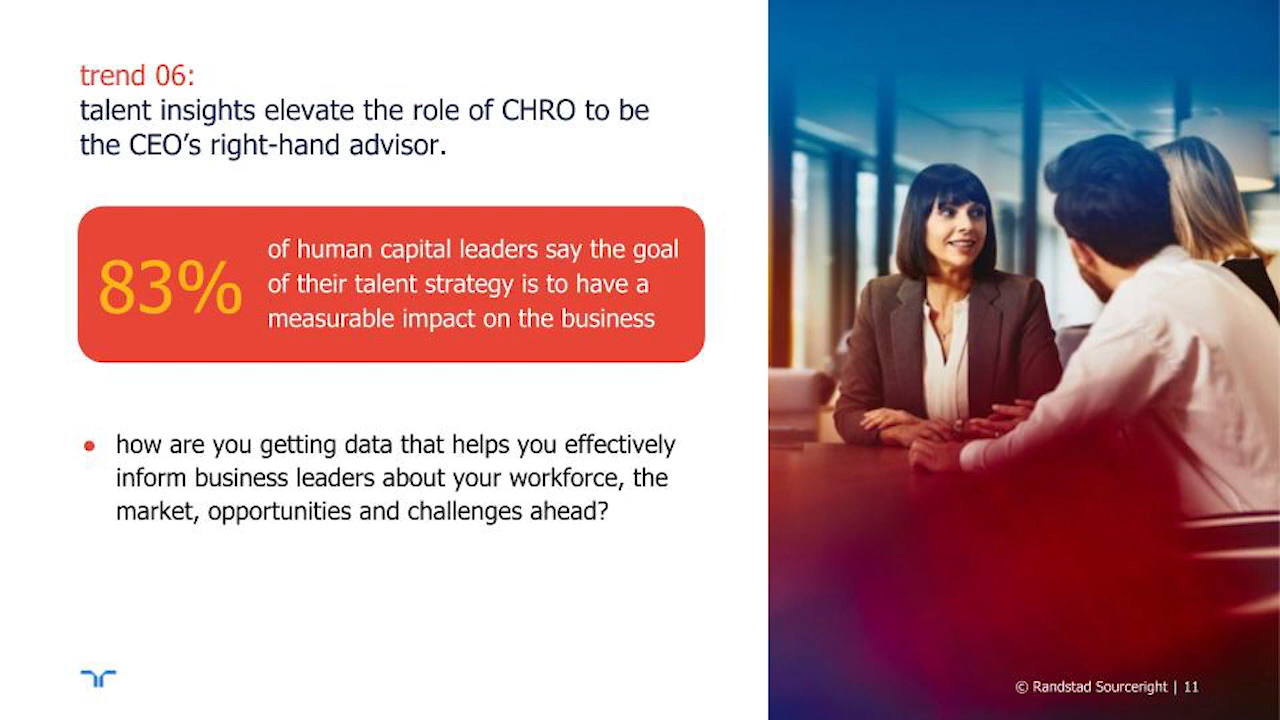 trend 06:
talent insights elevate the role of CHRO to be
the CEO’s right-hand advisor.
83%
of human capital leaders say the goal
of their talent strategy is to have a
measurable impact on the business
• how are you getting data that helps you effectively
inform business leaders about your workforce, the
market, opportunities and challenges ahead?
© Randstad Sourceright | 11